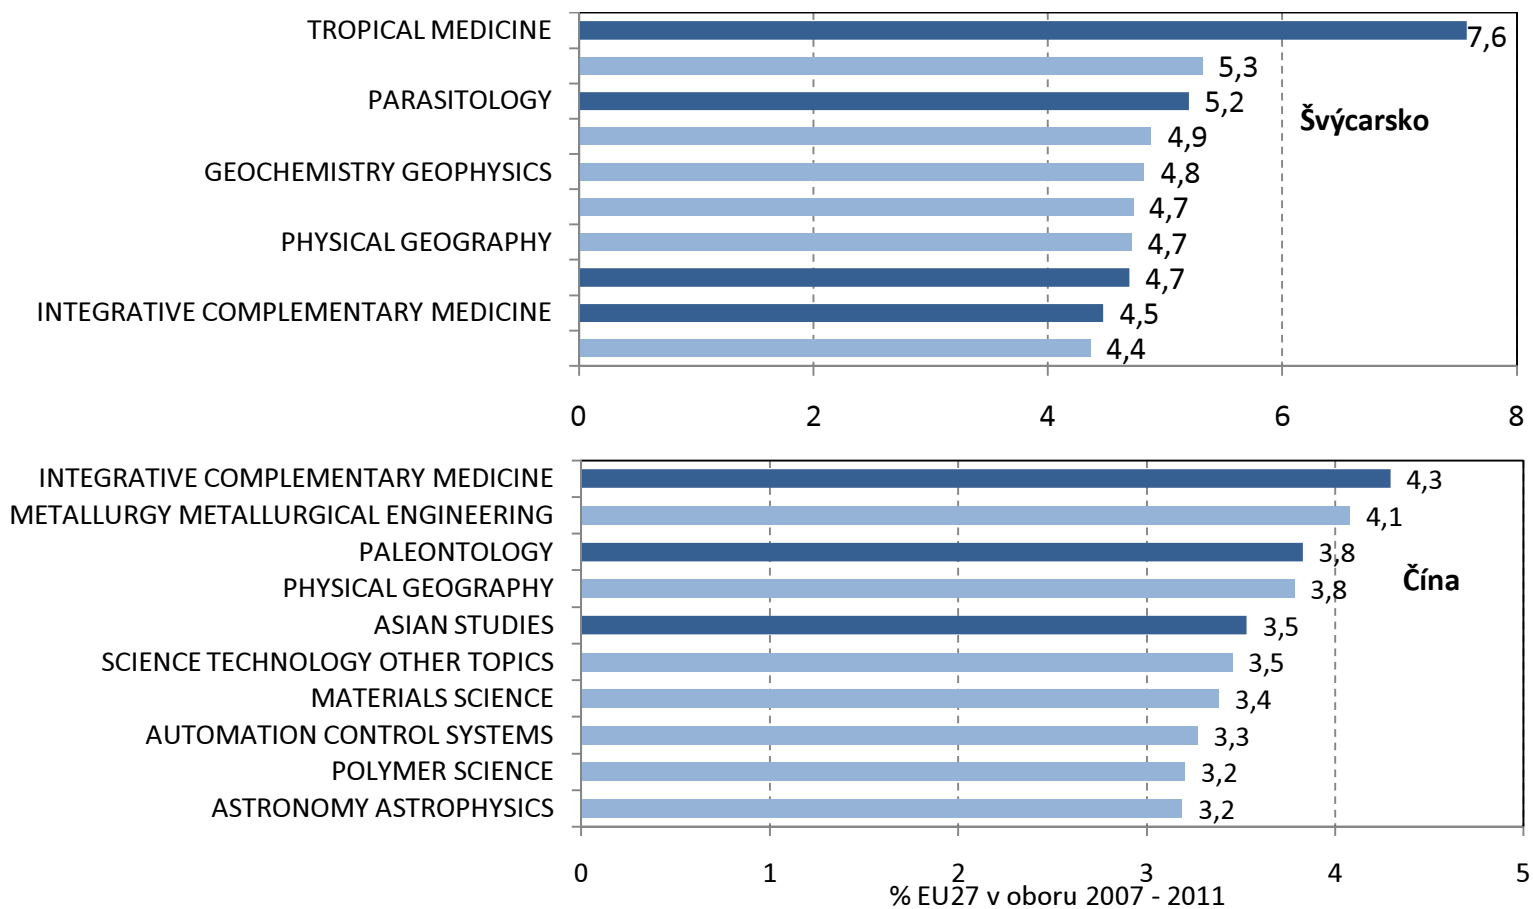 TROPICAL MEDICINE 7,6
5,3
PARASITOLOGY 5,2
Švýcarsko
4,9
GEOCHEMISTRY GEOPHYSICS 4,8
4,7
PHYSICAL GEOGRAPHY 4,7
4,7
INTEGRATIVE COMPLEMENTARY MEDICINE 4,5
4,4
0 2 4 6 8
INTEGRATIVE COMPLEMENTARY MEDICINE 4,3
METALLURGY METALLURGICAL ENGINEERING 4,1
PALEONTOLOGY 3,8
Čína
PHYSICAL GEOGRAPHY 3,8
ASIAN STUDIES 3,5
SCIENCE TECHNOLOGY OTHER TOPICS 3,5
MATERIALS SCIENCE 3,4
AUTOMATION CONTROL SYSTEMS 3,3
POLYMER SCIENCE 3,2
ASTRONOMY ASTROPHYSICS 3,2
0 1 2 3 4 5
% EU27 v oboru 2007 - 2011